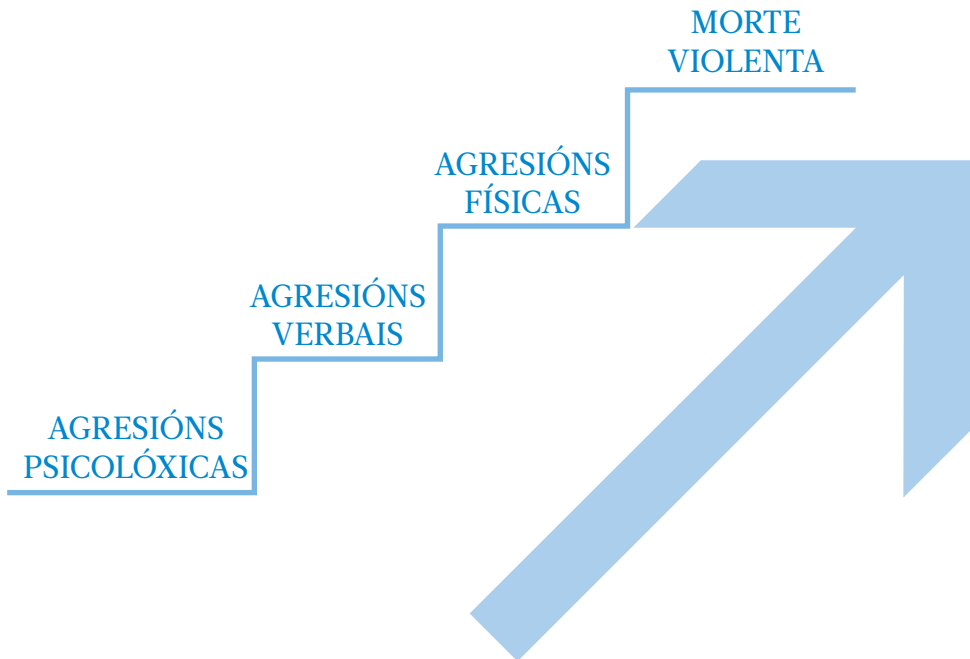 MORTE
VIOLENTA
AGRESIÓNS
FÍSICAS
AGRESIÓNS
VERBAIS
AGRESIÓNS
PSICOLÓXICAS